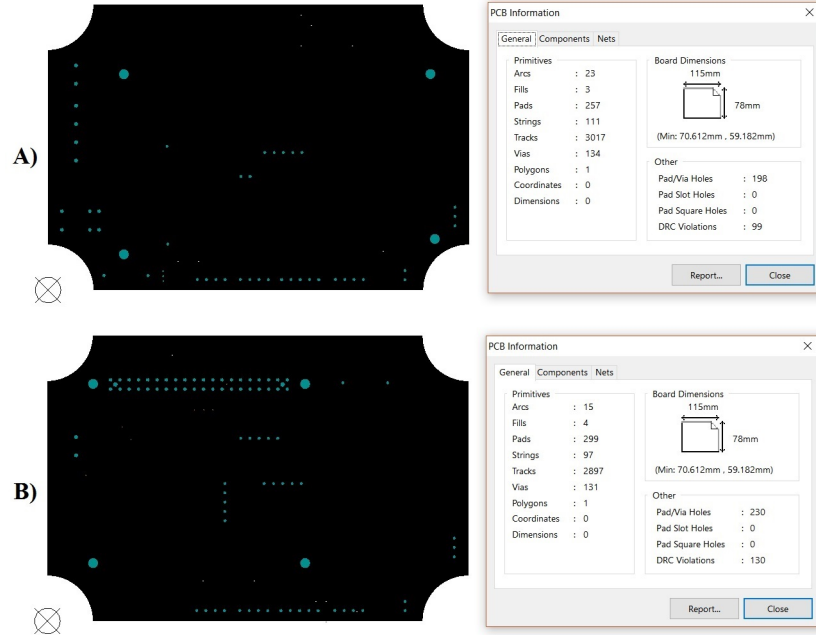 A)
PCB Information
General Components Nets
Primitives
Arcs : 23
Fills : 3
Pads : 257
Strings : 111
Tracks : 3017
Vias : 134
Polygons : 1
Coordinates : 0
Dimensions : 0
Board Dimensions
115mm
78mm
(Min: 70.612mm , 59.182mm)
Other
Pad/Via Holes : 198
Pad Slot Holes : 0
Pad Square Holes : 0
DRC Violations : 99
Report... Close
B)
PCB Information
General Components Nets
Primitives
Arcs : 15
Fills : 4
Pads : 299
Strings : 97
Tracks : 2897
Vias : 131
Polygons : 1
Coordinates : 0
Dimensions : 0
Board Dimensions
115mm
78mm
(Min: 70.612mm , 59.182mm)
Other
Pad/Via Holes : 230
Pad Slot Holes : 0
Pad Square Holes : 0
DRC Violations : 130
Report... Close